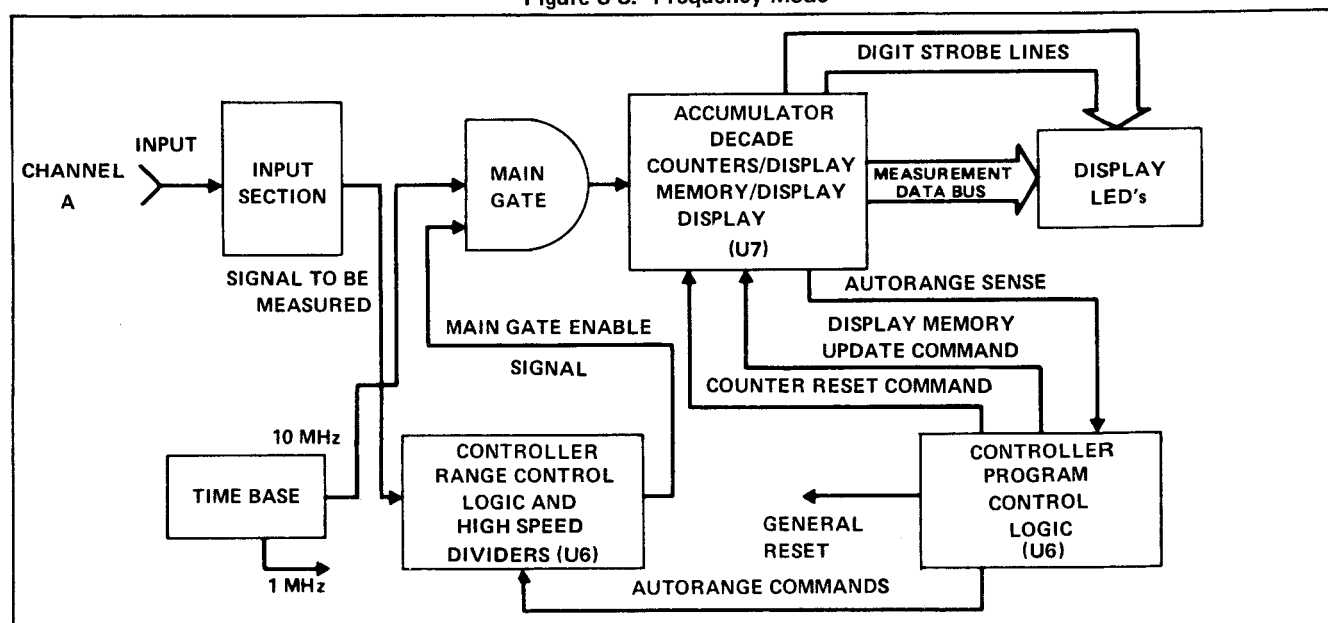 Figure 8-8. Frequency Mode
DIGIT STROBE LINES
ACCUMULATOR
DECADE
COUNTERS/DISPLAY
MEMORY/DISPLAY
DISPLAY
(U7)
INPUT
CHANNEL
A
INPUT
SECTION
MAIN
GATE
MEASUREMENT
DATA BUS
DISPLAY
LED's
SIGNAL TO BE
MEASURED
AUTORANGE SENSE
MAIN GATE ENABLE
SIGNAL
DISPLAY MEMORY
UPDATE COMMAND
COUNTER RESET COMMAND
10 MHz
TIME BASE
1 MHz
CONTROLLER
RANGE CONTROL
LOGIC AND
HIGH SPEED
DIVIDERS (U6)
CONTROLLER
PROGRAM
CONTROL
LOGIC
(U6)
GENERAL
RESET
AUTORANGE COMMANDS